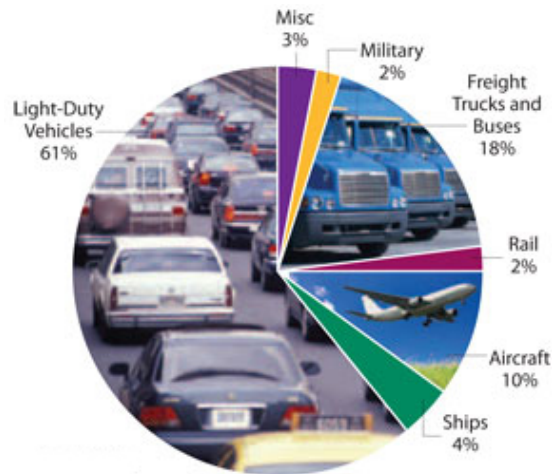 Misc
3%
Military
2%
Freight
Trucks and
Buses
18%
Light-Duty
Vehicles
61%
Rail
2%
Aircraft
10%
Ships
4%